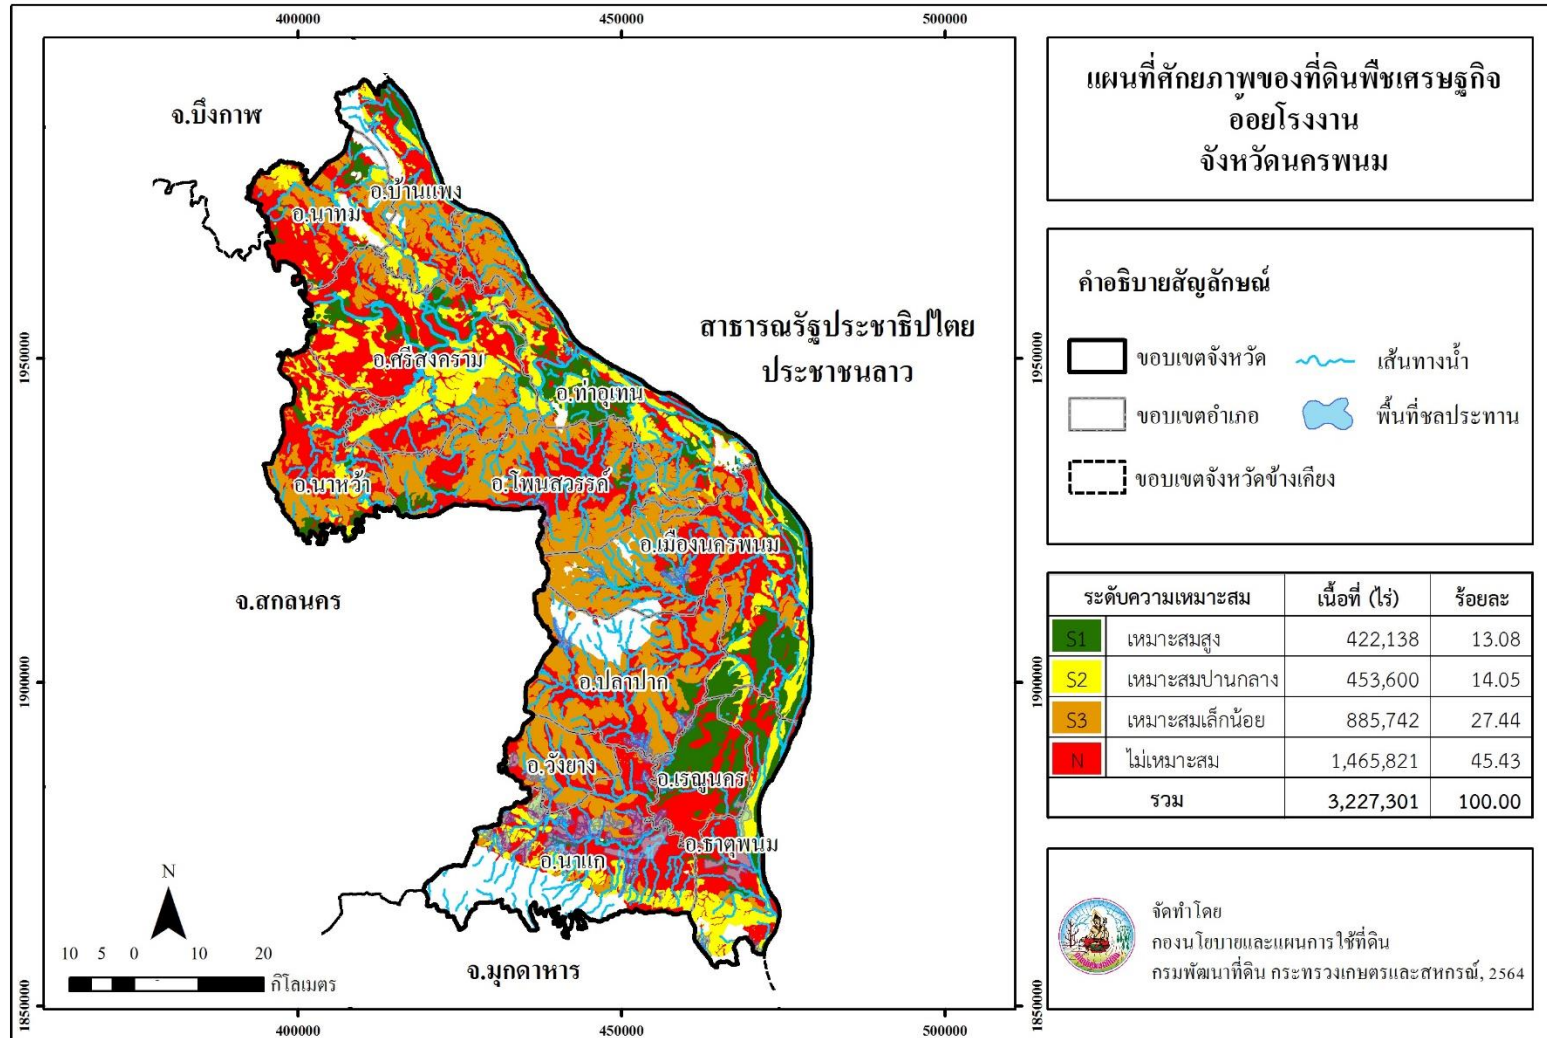 400000
450000
500000
จ.บึงกาฬ
อ.บ้านแพง
อ.นาทม
สาธารณรัฐประชาธิปไตย
ประชาชนลาว
1950000
1950000
อ.ศรีสงคราม
อ.ท่าอุเทน
อ.นาหว้า
อ.โพนสวรรค์
อ.เมืองนครพนม
จ.สกลนคร
1900000
1900000
อ.ปลาปาก
อ.วังยาง
อ.เรณูนคร
อ.ธาตุพนม
อ.นาแก
จ.มุกดาหาร
N
10 5 0 10 20
กิโลเมตร
1850000
1850000
400000
450000
500000
แผนที่ศักยภาพของที่ดินพืชเศรษฐกิจ
อ้อยโรงงาน
จังหวัดนครพนม
คำอธิบายสัญลักษณ์
ขอบเขตจังหวัด เส้นทางน้ำ
ขอบเขตอำเภอ พื้นที่ชลประทาน
ขอบเขตจังหวัดข้างเคียง
ระดับความเหมาะสม เนื้อที่ (ไร่) ร้อยละ
S1 เหมาะสมสูง 422,138 13.08
S2 เหมาะสมปานกลาง 453,600 14.05
S3 เหมาะสมเล็กน้อย 885,742 27.44
N ไม่เหมาะสม 1,465,821 45.43
รวม 3,227,301 100.00
จัดทำโดย
กองนโยบายและแผนการใช้ที่ดิน
กรมพัฒนาที่ดิน กระทรวงเกษตรและสหกรณ์, 2564